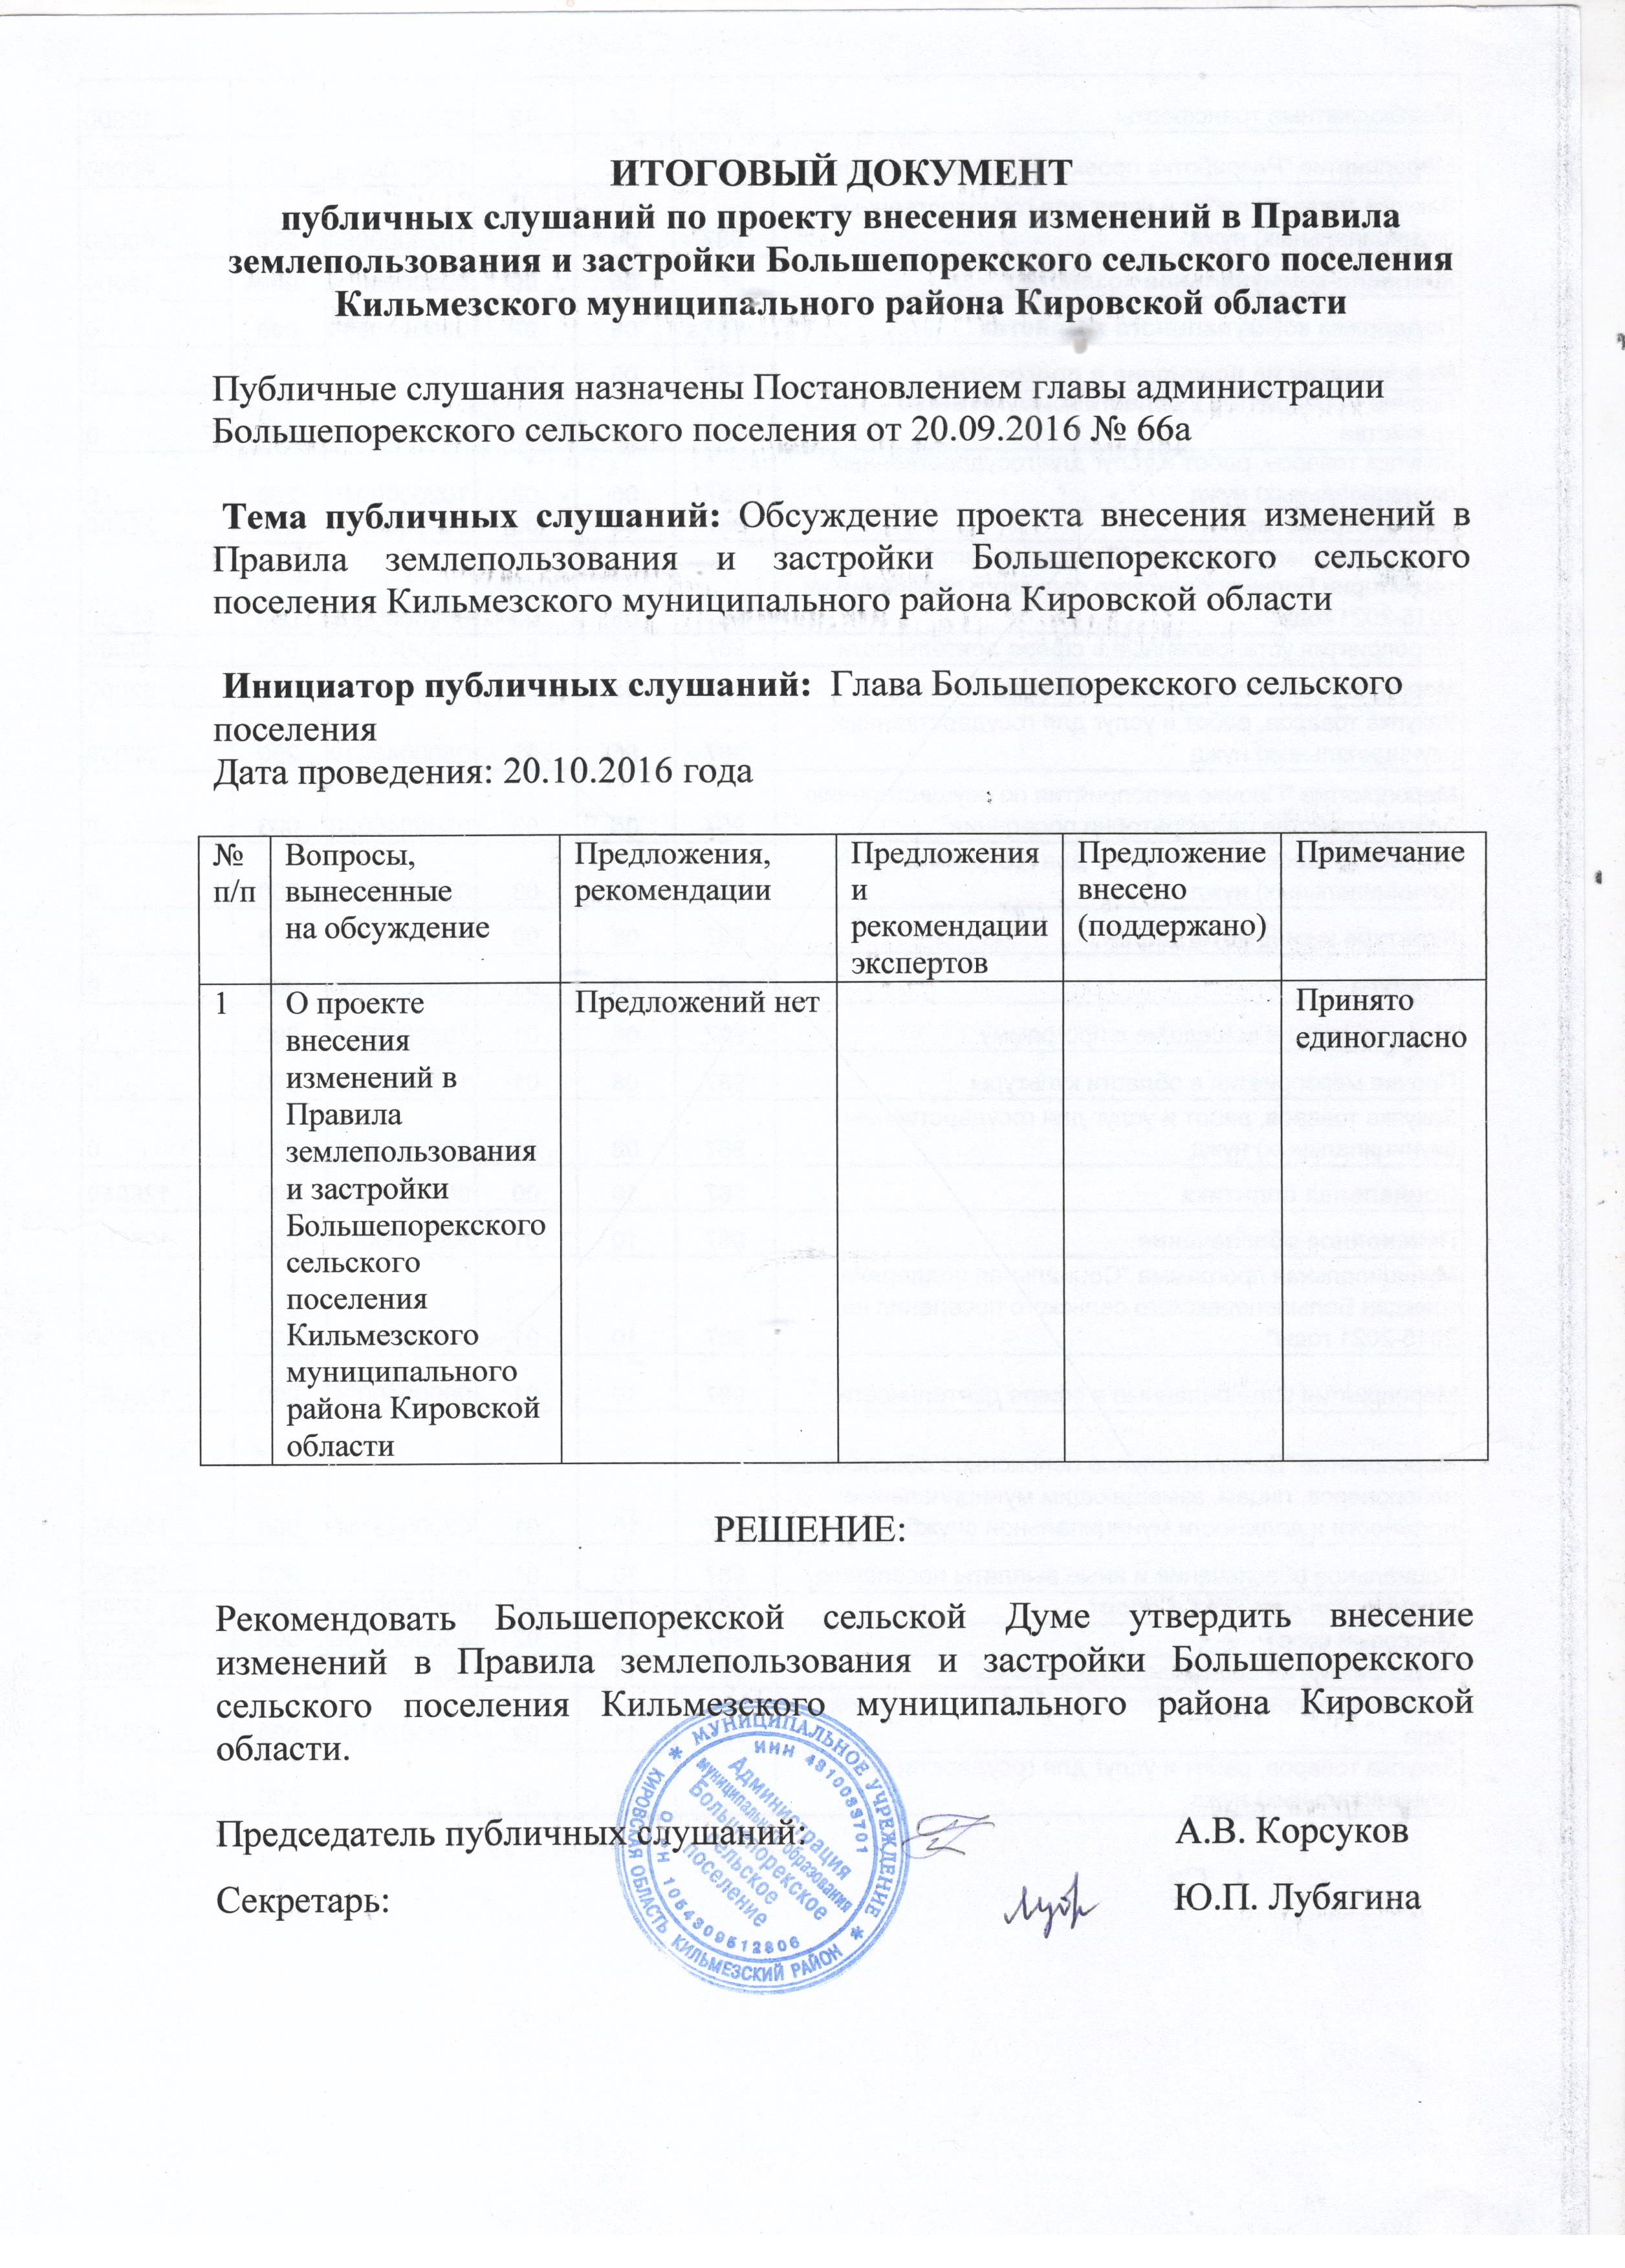 ИТОГОВЫЙ ДОКУМЕНТ
публичных слушаний по проекту внесения изменений в Правила
землепользования и застройки Большепорекского сельского поселения
Кильмезского муниципального района Кировской области
Публичные слушания назначены Постановлением главы администрации
Большепорекского сельского поселения от 20.09.2016 № 66а
Тема публичных слушаний: Обсуждение проекта внесения изменений в
Правила землепользования и застройки Большепорекского сельского
поселения Кильмезского муниципального района Кировской области
Инициатор публичных слушаний: Глава Большепорекского сельского
поселения
Дата проведения: 20.10.2016 года
№
п/п
Вопросы,
вынесенные
на обсуждение
Предложения,
рекомендации
Предложения
и
рекомендации
экспертов
Предложение
внесено
(поддержано)
Примечание
1
О проекте
внесения
изменений в
Правила
землепользования
и застройки
Большепорекского
сельского
поселения
Кильмезского
муниципального
района Кировской
области
Предложений нет
Принято
единогласно
РЕШЕНИЕ:
Рекомендовать Большепорекской сельской Думе утвердить внесение
изменений в Правила землепользования и застройки Большепорекского
сельского поселения Кильмезского муниципального района Кировской
области.
Председатель публичных слушаний:
А.В. Корсуков
Секретарь:
Ю.П. Лубягина
МУНИЦИПАЛЬНОЕ УЧРЕЖДЕНИЕ
КИРОВСКАЯ ОБЛАСТЬ КИЛЬМЕЗСКИЙ РАЙОН
ИНН
1054309512806
Администрация
муниципального образования
Большепорекское
сельское
поселение